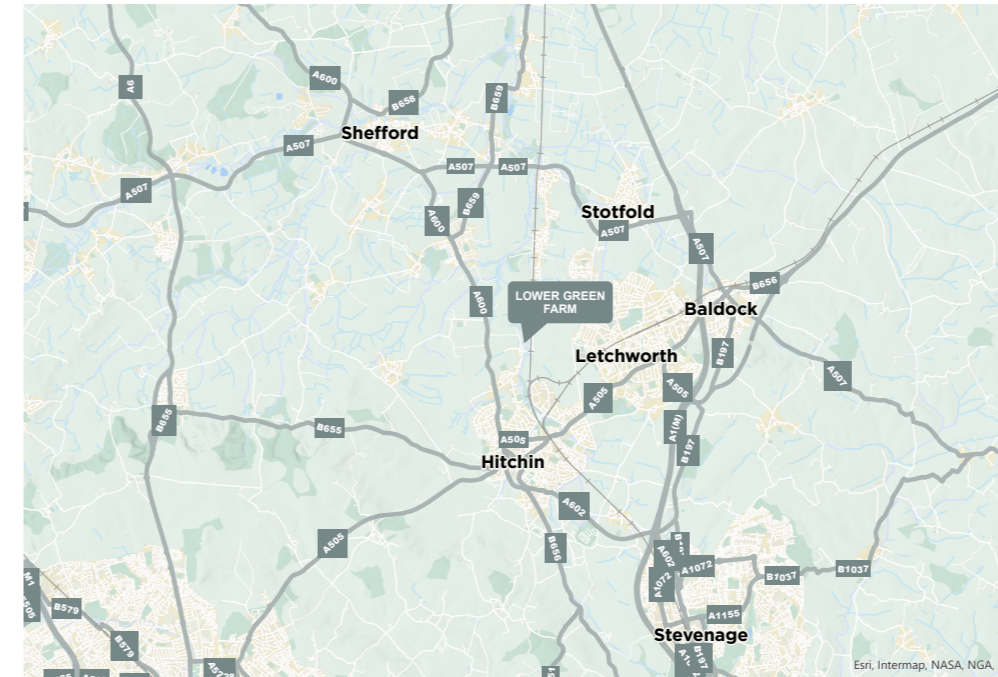 A6
A600
B658
B659
Shefford
A507
A507
A507
A507
A600
B659
Stotfold
A507
A507
A600
LOWER GREEN
FARM
B656
Baldock
Letchworth
B197
A505
A505
A507
B655
B655
A505
A1(M)
B197
Hitchin
A602
A505
B656
A602
A1072
A1072
B1037
B1037
M1
B579
B579
A1155
Stevenage
B197
Esri, Intermap, NASA, NGA,